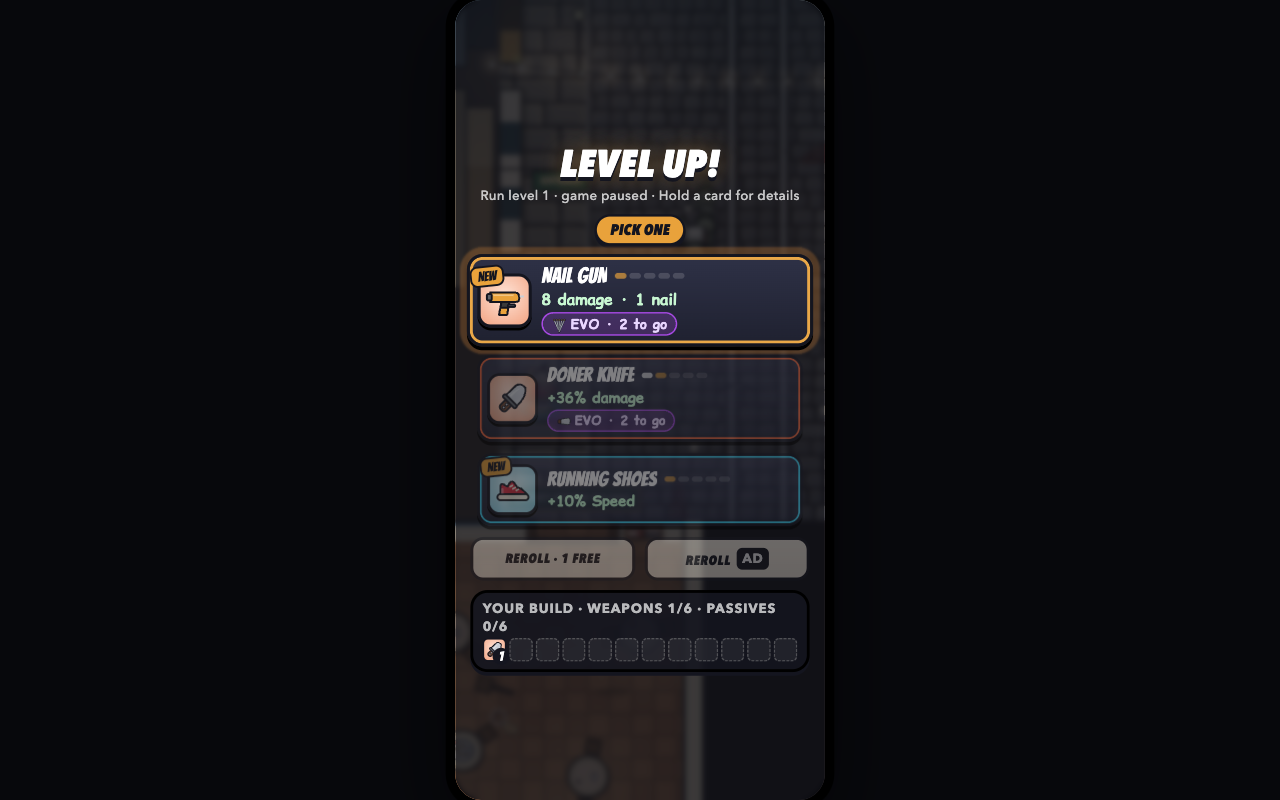 LEVEL UP!
Run level 1 · game paused · Hold a card for details
PICK ONE
NEW
NAIL GUN
8 damage · 1 nail
EVO · 2 to go
DONER KNIFE
+36% damage
EVO · 2 to go
NEW
RUNNING SHOES
+10% Speed
REROLL · 1 FREE
REROLL AD
YOUR BUILD · WEAPONS 1/6 · PASSIVES
0/6
1